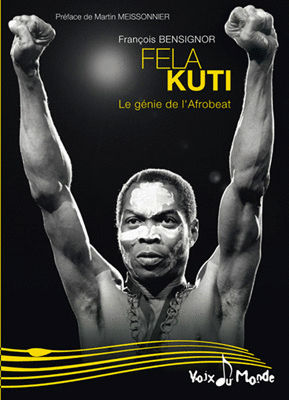 Préface de Martin MEISSONNIER
François BENSIGNOR
FELA
KUTI
Le génie de l'Afrobeat
Voix du Monde